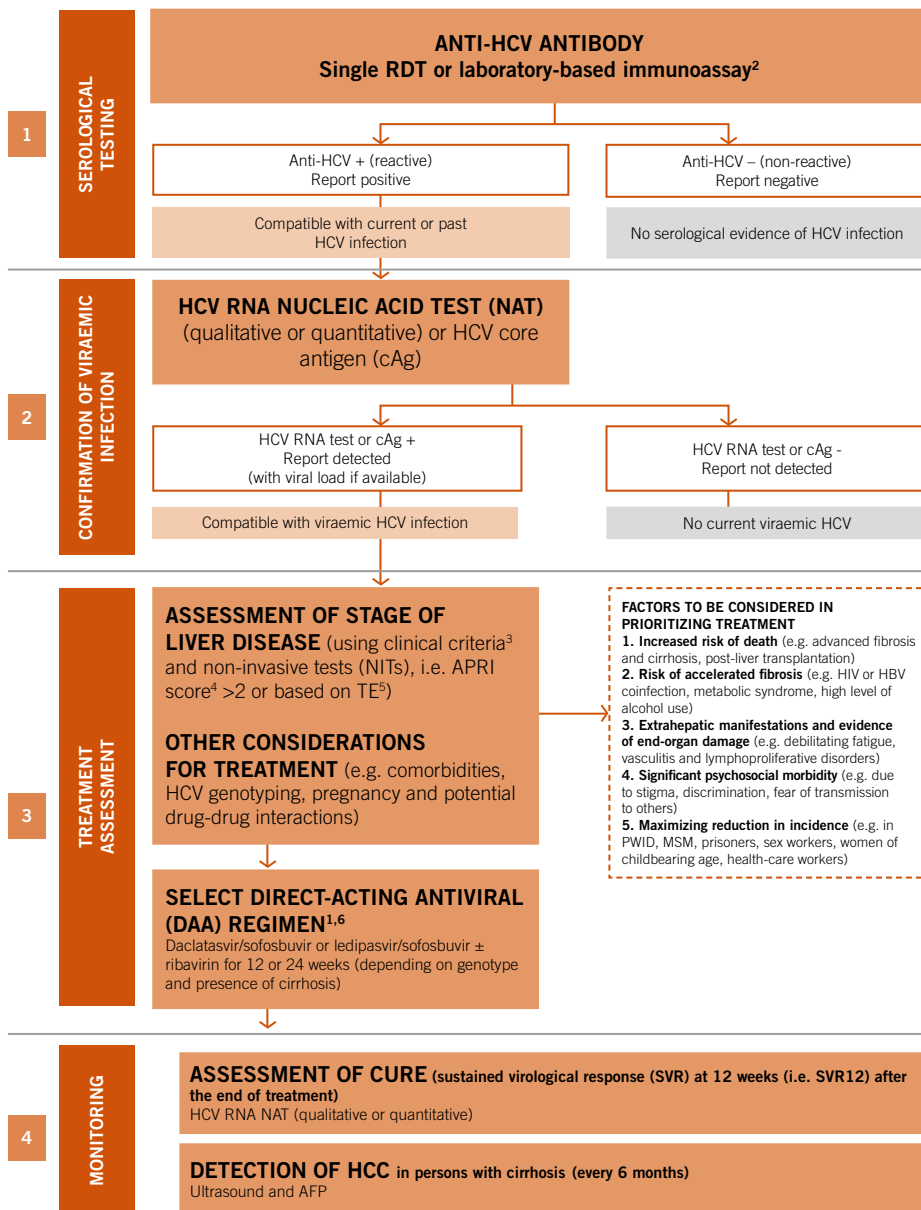 ANTI-HCV ANTIBODY
Single RDT or laboratory-based immunoassay²
1
SEROLOGICAL
TESTING
Anti-HCV + (reactive)
Report positive
Anti-HCV – (non-reactive)
Report negative
Compatible with current or past
HCV infection
No serological evidence of HCV infection
2
CONFIRMATION OF VIRAEMIC
INFECTION
HCV RNA NUCLEIC ACID TEST (NAT)
(qualitative or quantitative) or HCV core
antigen (cAg)
HCV RNA test or cAg +
Report detected
(with viral load if available)
HCV RNA test or cAg -
Report not detected
Compatible with viraemic HCV infection
No current viraemic HCV
3
TREATMENT
ASSESSMENT
ASSESSMENT OF STAGE OF
LIVER DISEASE (using clinical criteria³
and non-invasive tests (NITs), i.e. APRI
score⁴ >2 or based on TE⁵)
OTHER CONSIDERATIONS
FOR TREATMENT (e.g. comorbidities,
HCV genotyping, pregnancy and potential
drug-drug interactions)
FACTORS TO BE CONSIDERED IN
PRIORITIZING TREATMENT
1. Increased risk of death (e.g. advanced fibrosis
and cirrhosis, post-liver transplantation)
2. Risk of accelerated fibrosis (e.g. HIV or HBV
coinfection, metabolic syndrome, high level of
alcohol use)
3. Extrahepatic manifestations and evidence
of end-organ damage (e.g. debilitating fatigue,
vasculitis and lymphoproliferative disorders)
4. Significant psychosocial morbidity (e.g. due
to stigma, discrimination, fear of transmission
to others)
5. Maximizing reduction in incidence (e.g. in
PWID, MSM, prisoners, sex workers, women of
childbearing age, health-care workers)
SELECT DIRECT-ACTING ANTIVIRAL
(DAA) REGIMEN¹,⁶
Daclatasvir/sofosbuvir or ledipasvir/sofosbuvir ±
ribavirin for 12 or 24 weeks (depending on genotype
and presence of cirrhosis)
4
MONITORING
ASSESSMENT OF CURE (sustained virological response (SVR) at 12 weeks (i.e. SVR12) after
the end of treatment)
HCV RNA NAT (qualitative or quantitative)
DETECTION OF HCC in persons with cirrhosis (every 6 months)
Ultrasound and AFP